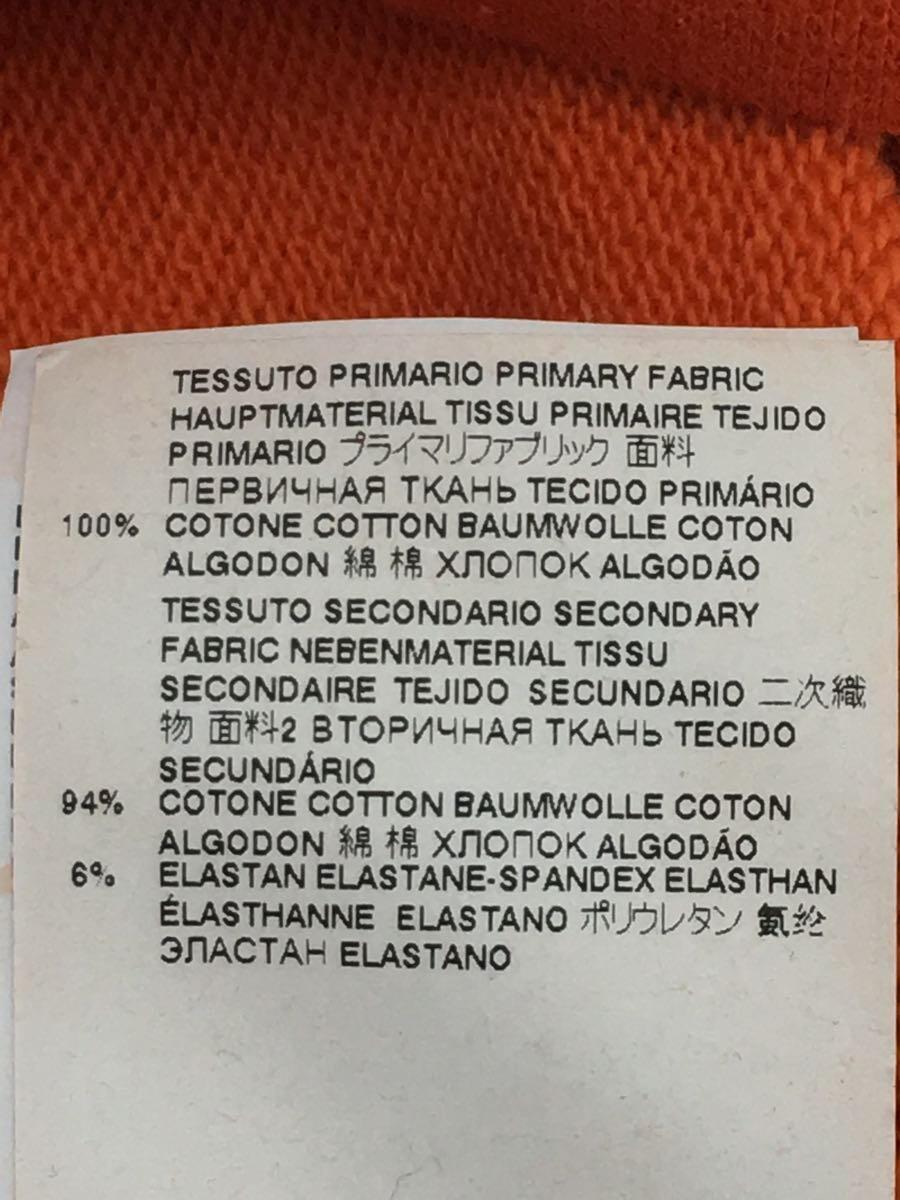 TESSUTO PRIMARIO PRIMARY FABRIC
HAUPTMATERIAL TISSU PRIMAIRE TEJIDO
PRIMARIO プライマリファブリック 面料
ПЕРВИЧНАЯ ТКАНЬ TECIDO PRIMÁRIO
100% COTONE COTTON BAUMWOLLE COTON
ALGODON 綿 棉 ХЛОПОК ALGODÃO
TESSUTO SECONDARIO SECONDARY
FABRIC NEBENMATERIAL TISSU
SECONDAIRE TEJIDO SECUNDARIO 二次織
物 面料2 ВТОРИЧНАЯ ТКАНЬ TECIDO
SECUNDÁRIO
94% COTONE COTTON BAUMWOLLE COTON
ALGODON 綿 棉 ХЛОПОК ALGODÃO
6% ELASTAN ELASTANE-SPANDEX ELASTHAN
ÉLASTHANNE ELASTANO ポリウレタン 氨纶
ЭЛАСТАН ELASTANO